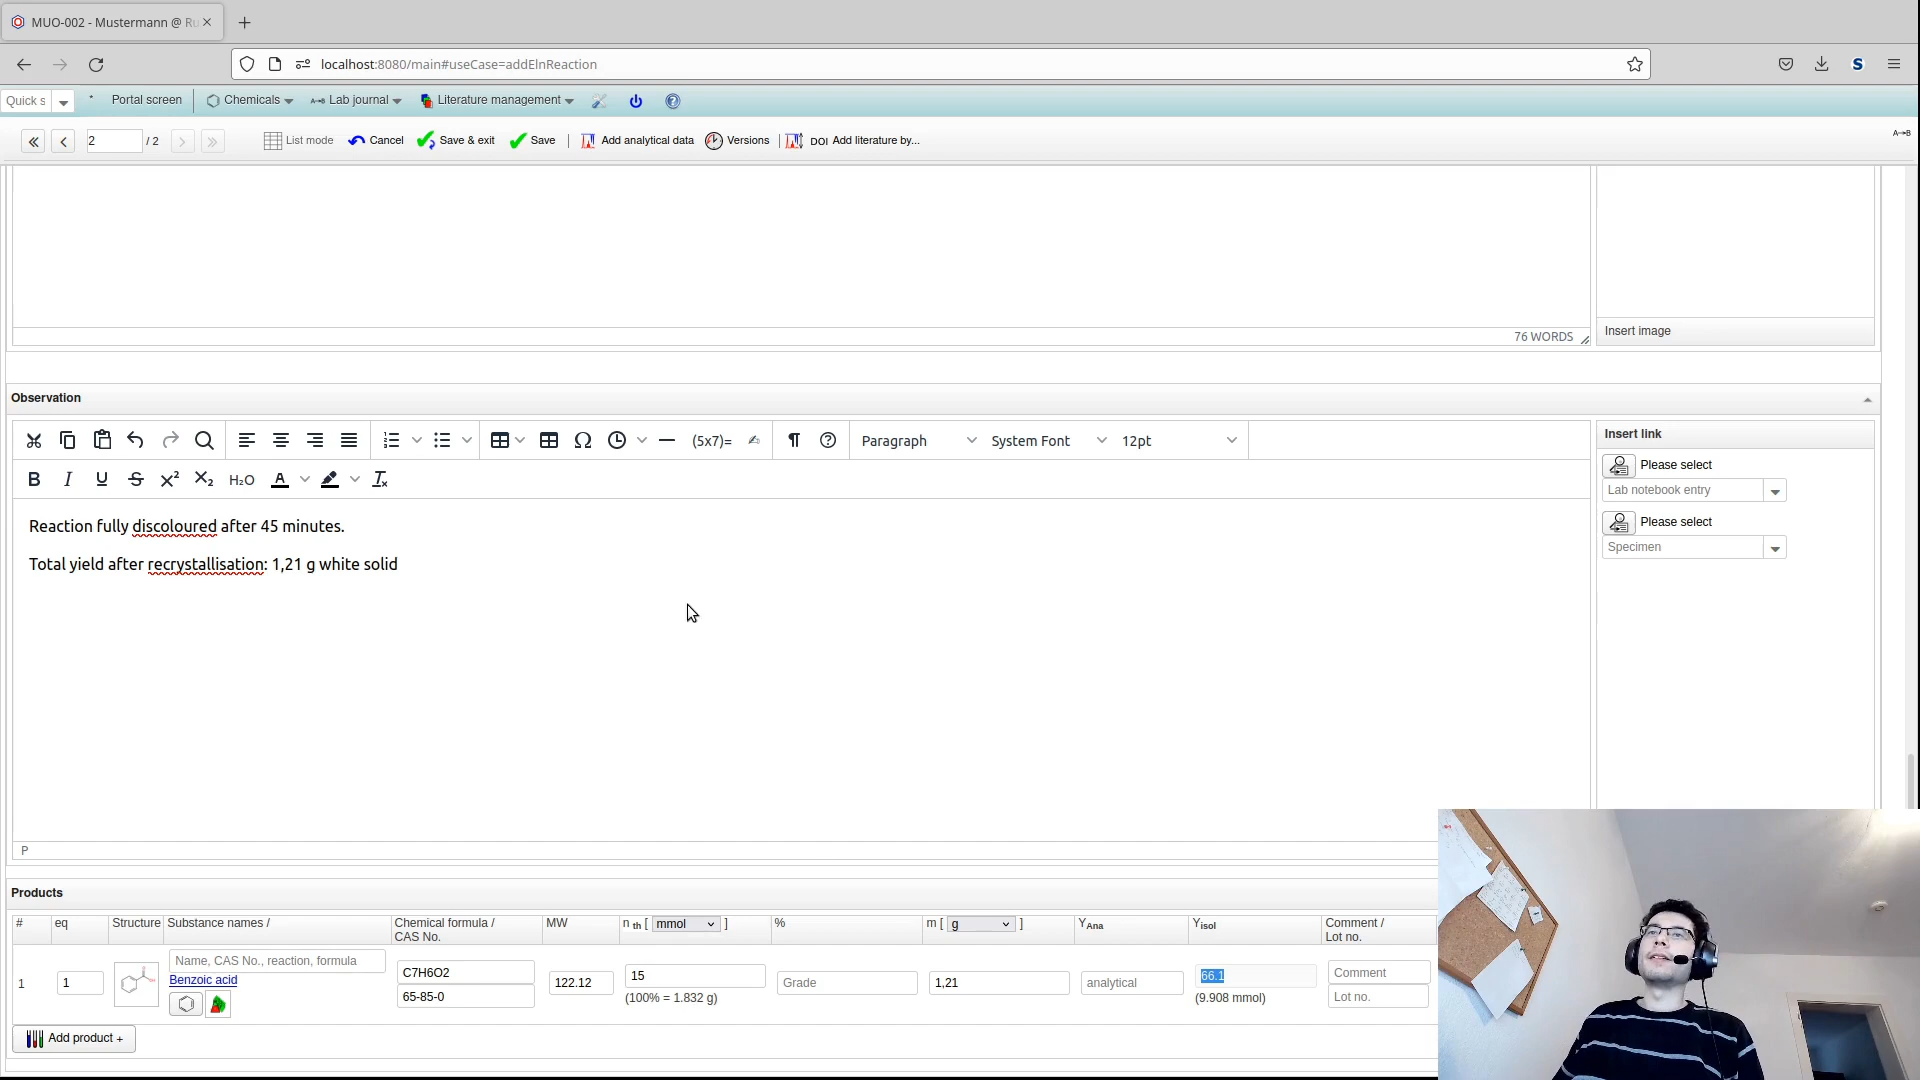 MUO-002 - Mustermann @ Ru
localhost:8080/main#useCase=addElnReaction
Quick s
Portal screen
Chemicals
Lab journal
Literature management
2
/ 2
List mode
Cancel
Save & exit
Save
Add analytical data
Versions
DOI
Add literature by...
76 WORDS
Insert image
Observation
(5x7)=
Paragraph
System Font
12pt
B I U S X² X₂ H₂O A
Insert link
Please select
Lab notebook entry
Please select
Specimen
Reaction fully discoloured after 45 minutes.
Total yield after recrystallisation: 1,21 g white solid
P
Products
# eq Structure Substance names / Chemical formula / CAS No. MW n th [ mmol ] % m [ g ] YAna Yisol Comment / Lot no.
1 1 Name, CAS No., reaction, formula C7H6O2 122.12 15 Grade 1,21 analytical 66.1 Comment
Benzoic acid 65-85-0 (100% = 1.832 g) (9.908 mmol) Lot no.
Add product +